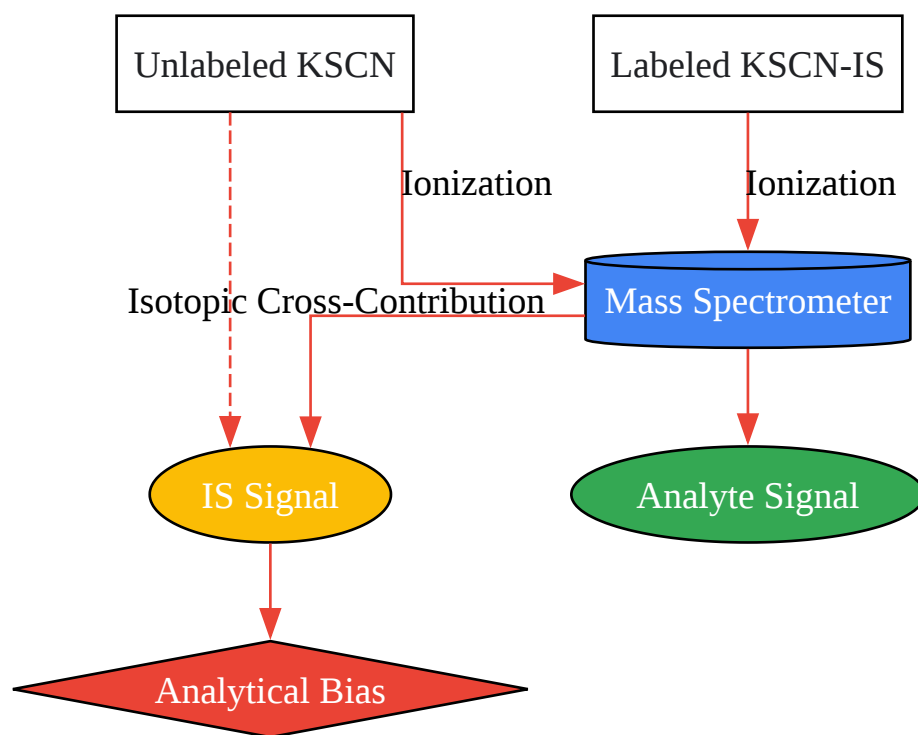 Unlabeled KSCN
Labeled KSCN-IS
Ionization
Ionization
Isotopic Cross-Contribution
Mass Spectrometer
IS Signal
Analyte Signal
Analytical Bias